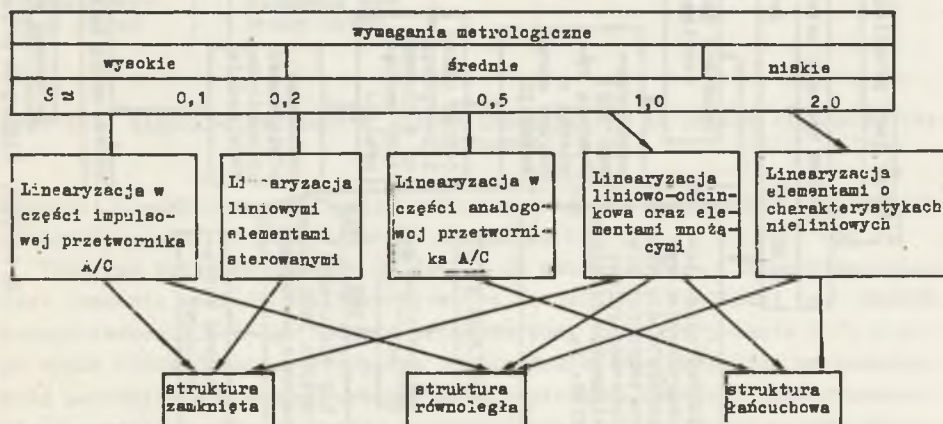 wymagania metrologiczne
wysokie średnie niskie
0,1 0,2 0,5 1,0 2,0
Linearyzacja w
części impulso-
wej przetwornika
A/C
liniowymi
elementami
sterowanymi
Linearyzacja w
części analogo-
woj przetworni-
ka A/C
Linearyzacja
liniowo-odcin-
kowa oraz ele-
mentami mnożą-
cymi
Linearyzacja
elementami o
charakterystykach
nieliniowych
struktura
zamknięta
struktura
równoległa
struktura
łańcuchowa